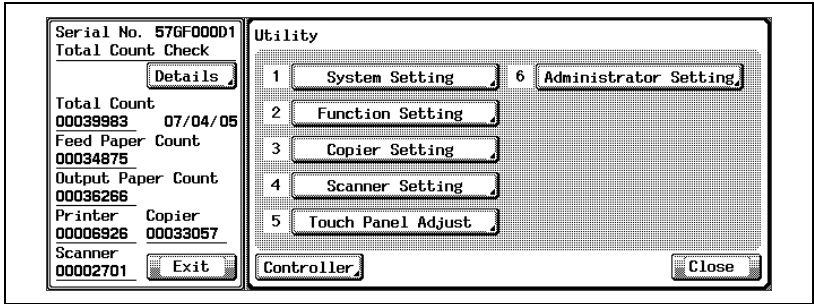 Serial No. 57GF000D1
Total Count Check
Details
Total Count
00039983 07/04/05
Feed Paper Count
00034875
Output Paper Count
00036266
Printer Copier
00006926 00033057
Scanner
00002701 Exit
Utility
1 System Setting 6 Administrator Setting
2 Function Setting
3 Copier Setting
4 Scanner Setting
5 Touch Panel Adjust
Controller Close